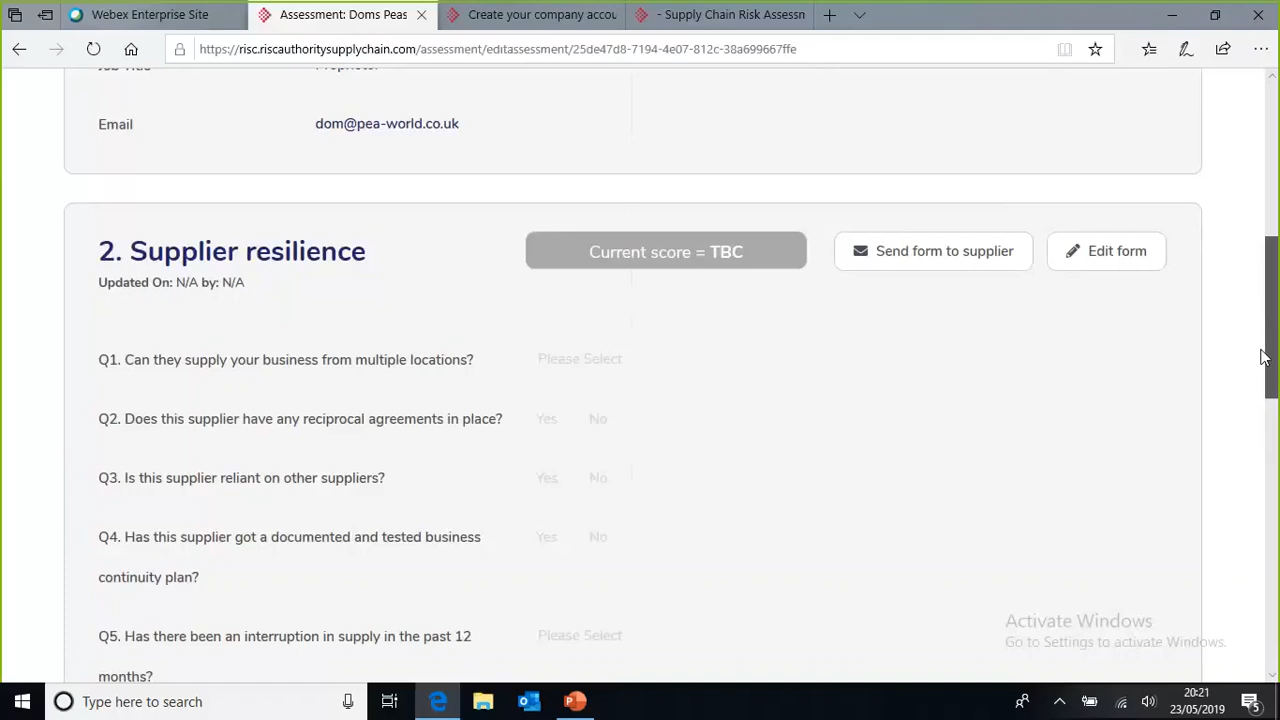 Webex Enterprise Site
Assessment: Doms Peas
Create your company accou
- Supply Chain Risk Assessm
https://risc.riscauthoritysupplychain.com/assessment/editassessment/25de47d8-7194-4e07-812c-38a699667ffe
Job Title
Proprietor
Email
dom@pea-world.co.uk
2. Supplier resilience
Current score = TBC
Send form to supplier
Edit form
Updated On: N/A by: N/A
Q1. Can they supply your business from multiple locations?
Please Select
Q2. Does this supplier have any reciprocal agreements in place?
Yes No
Q3. Is this supplier reliant on other suppliers?
Yes No
Q4. Has this supplier got a documented and tested business
continuity plan?
Yes No
Q5. Has there been an interruption in supply in the past 12
months?
Please Select
Activate Windows
Go to Settings to activate Windows.
Type here to search
20:21
23/05/2019
5